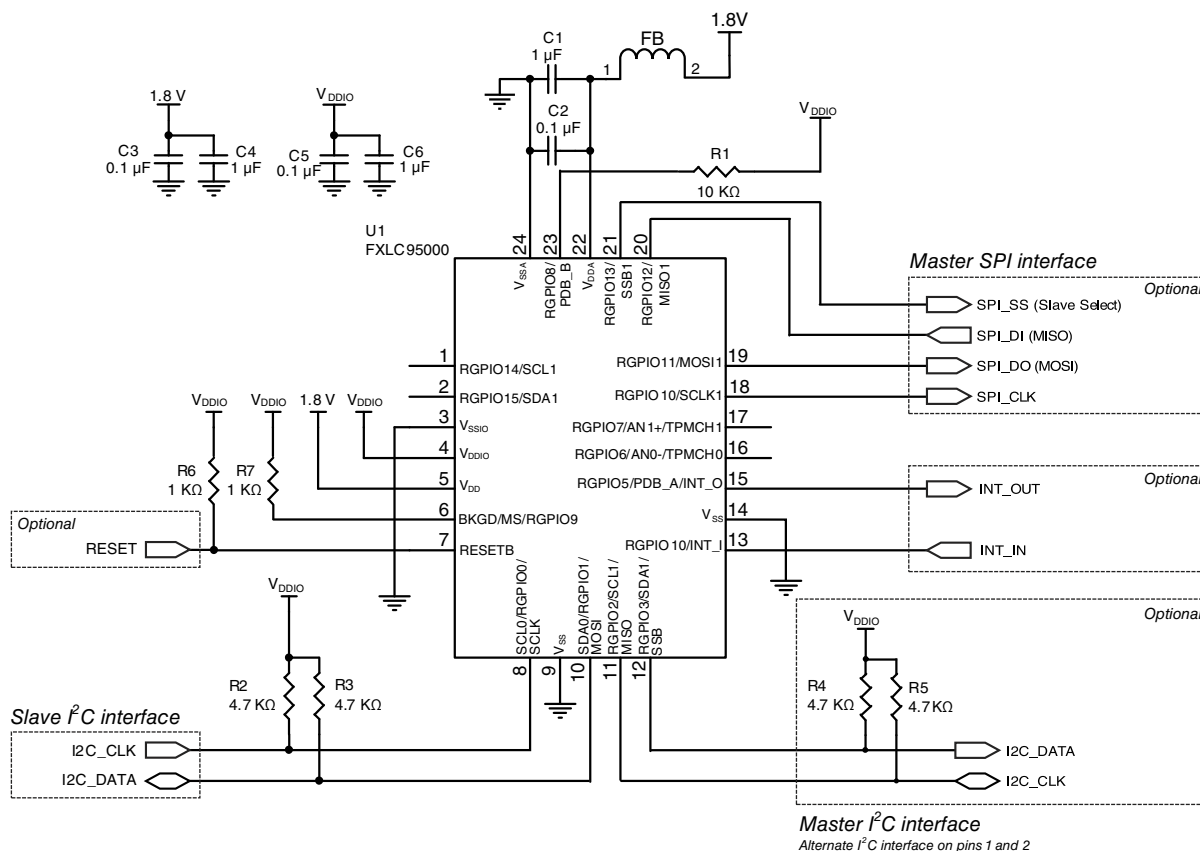 1.8V
C1
1 µF
FB
1
2
1.8 V
VDDIO
C2
0.1 µF
VDDIO
C3
0.1 µF
C4
1 µF
C5
0.1 µF
C6
1 µF
R1
10 KΩ
U1
FXLC95000
24
23
22
21
20
VSSA
RGPIO8/
PDB_B
VDDA
RGPIO13/
SSB1
RGPIO12/
MISO1
Master SPI interface
Optional
SPI_SS (Slave Select)
SPI_DI (MISO)
SPI_DO (MOSI)
SPI_CLK
1
RGPIO14/SCL1
2
RGPIO15/SDA1
3
VSSIO
4
VDDIO
5
VDD
6
BKGD/MS/RGPIO9
7
RESETB
RGPIO11/MOSI1
19
RGPIO10/SCLK1
18
RGPIO7/AN1+/TPMCH1
17
RGPIO6/AN0-/TPMCH0
16
RGPIO5/PDB_A/INT_O
15
VSS
14
RGPIO10/INT_I
13
VDDIO
VDDIO
1.8 V
VDDIO
R6
1 KΩ
R7
1 KΩ
Optional
RESET
Optional
INT_OUT
INT_IN
SCL0/RGPIO0/
SCLK
VSS
SDA0/RGPIO1/
MOSI
RGPIO2/SCL1/
MISO
RGPIO3/SDA1/
SSB
8
9
10
11
12
VDDIO
R2
4.7 KΩ
R3
4.7 KΩ
Slave I²C interface
I2C_CLK
I2C_DATA
Optional
VDDIO
R4
4.7 KΩ
R5
4.7KΩ
I2C_DATA
I2C_CLK
Master I²C interface
Alternate I²C interface on pins 1 and 2